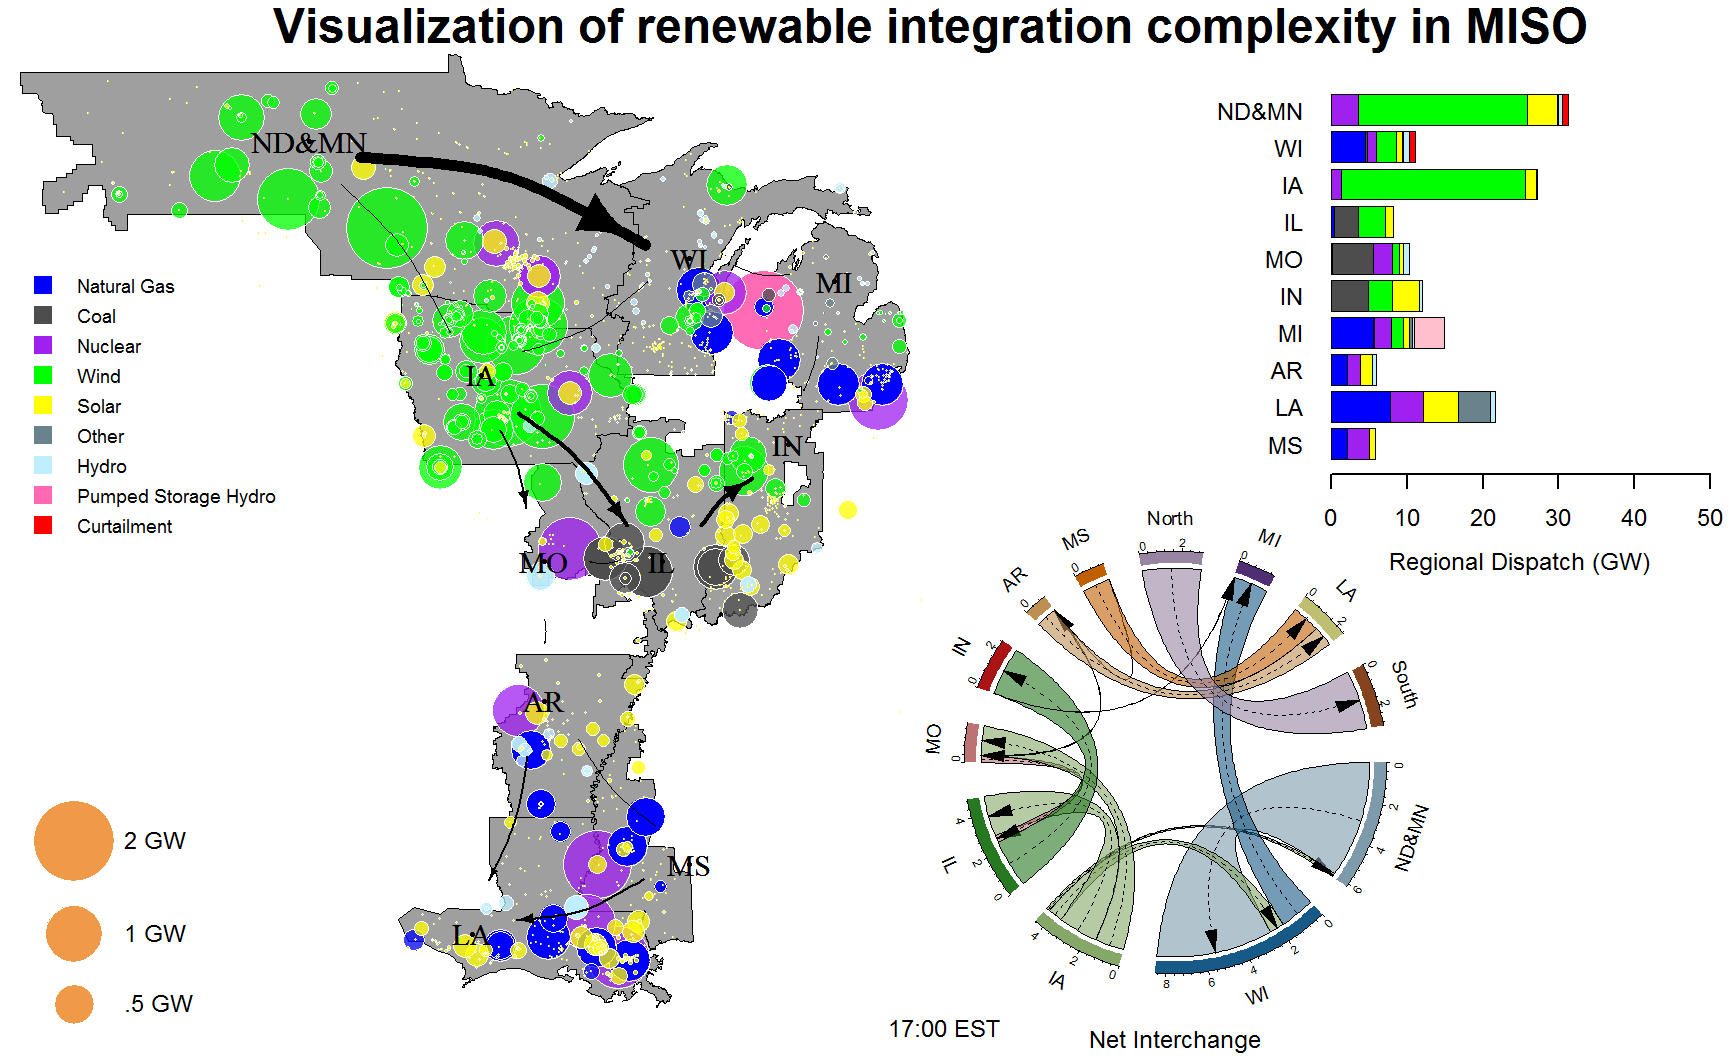 Visualization of renewable integration complexity in MISO
ND&MN
WI
MI
IA
IN
MO
IL
AR
MS
LA
Natural Gas
Coal
Nuclear
Wind
Solar
Other
Hydro
Pumped Storage Hydro
Curtailment
2 GW
1 GW
.5 GW
ND&MN
WI
IA
IL
MO
IN
MI
AR
LA
MS
0 10 20 30 40 50
Regional Dispatch (GW)
North
0 2
MI
0
LA
0 2
South
0 2
ND&MN
0 2 4 6
WI
0 2 4 6 8
IA
0 2 4
IL
0 2 4
MO
0
IN
0 2
AR
0
MS
0
17:00 EST
Net Interchange